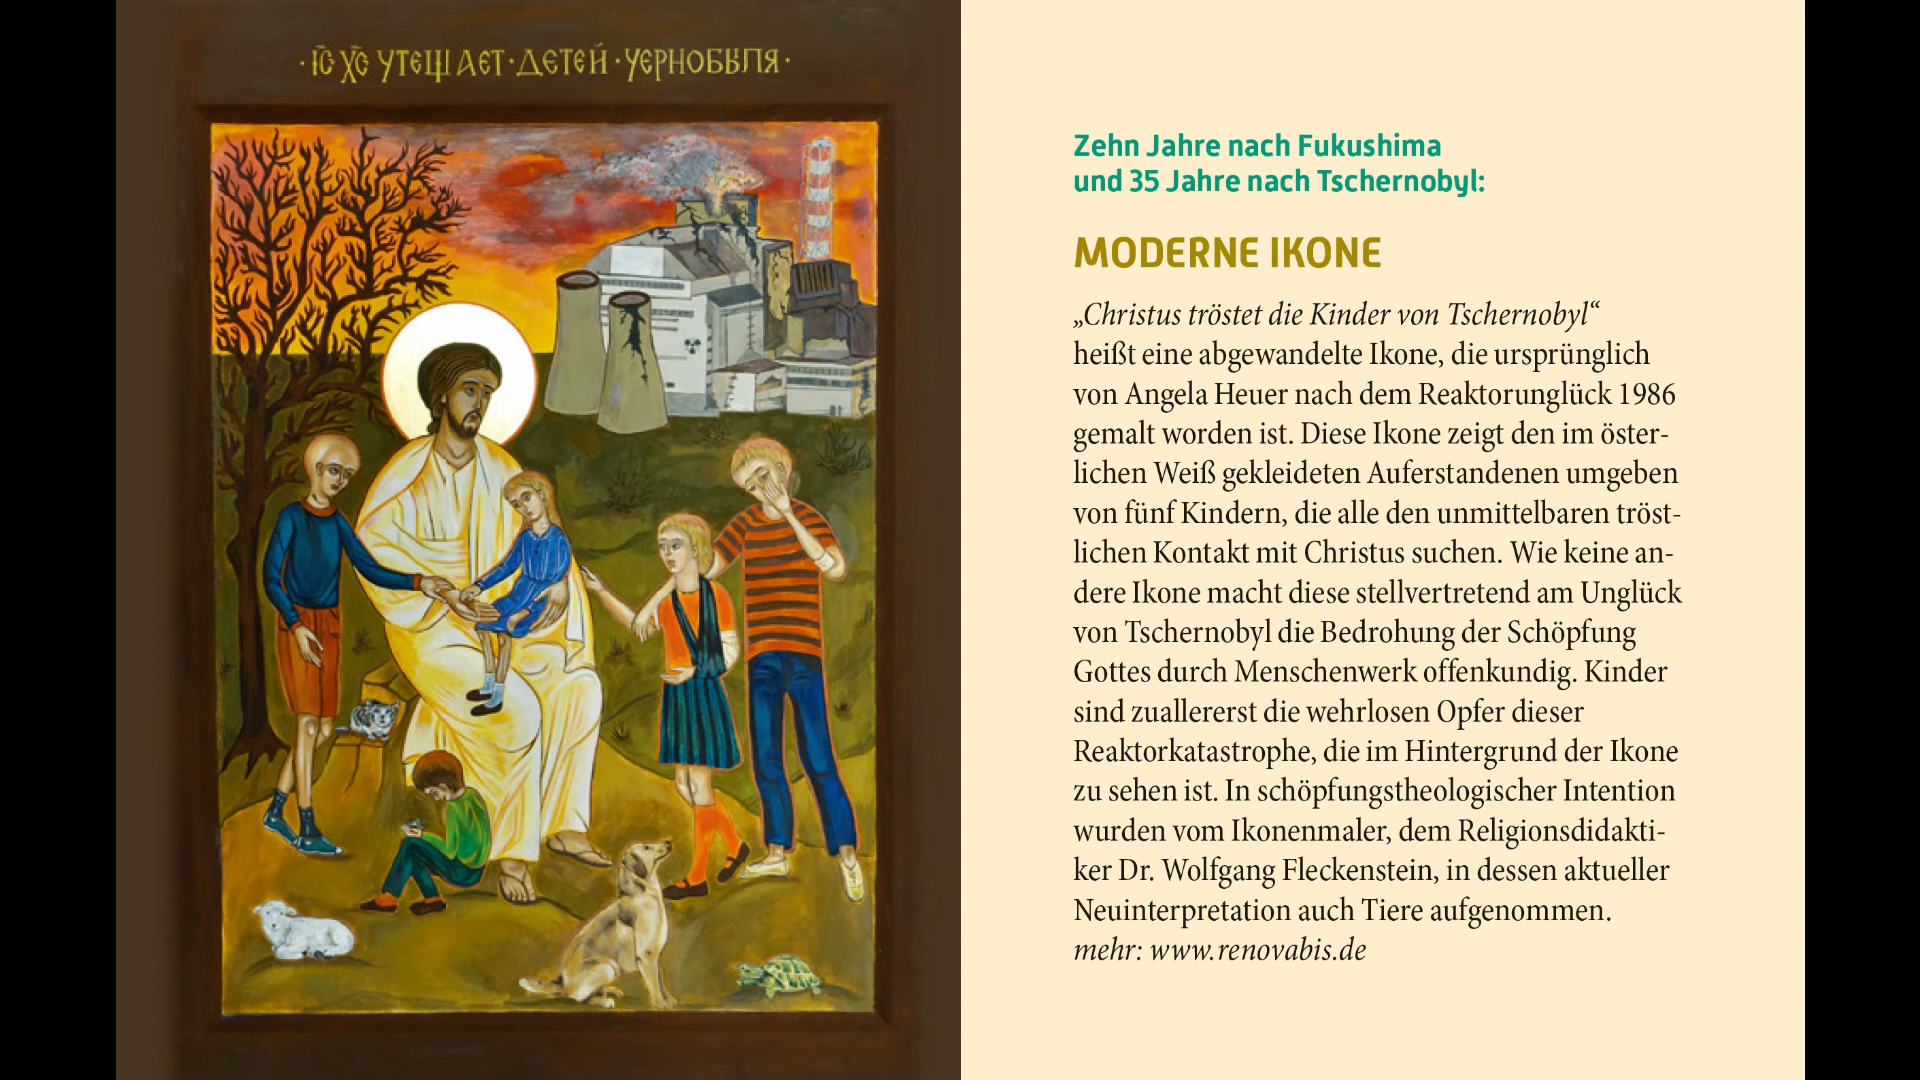 ·І҃С Х҃С УТЕШАЕТ·ДЕТЕЙ·ЧЕРНОБЫЛЯ·
Zehn Jahre nach Fukushima
und 35 Jahre nach Tschernobyl:
MODERNE IKONE
„Christus tröstet die Kinder von Tschernobyl“
heißt eine abgewandelte Ikone, die ursprünglich
von Angela Heuer nach dem Reaktorunglück 1986
gemalt worden ist. Diese Ikone zeigt den im öster-
lichen Weiß gekleideten Auferstandenen umgeben
von fünf Kindern, die alle den unmittelbaren tröst-
lichen Kontakt mit Christus suchen. Wie keine an-
dere Ikone macht diese stellvertretend am Unglück
von Tschernobyl die Bedrohung der Schöpfung
Gottes durch Menschenwerk offenkundig. Kinder
sind zuallererst die wehrlosen Opfer dieser
Reaktorkatastrophe, die im Hintergrund der Ikone
zu sehen ist. In schöpfungstheologischer Intention
wurden vom Ikonenmaler, dem Religionsdidakti-
ker Dr. Wolfgang Fleckenstein, in dessen aktueller
Neuinterpretation auch Tiere aufgenommen.
mehr: www.renovabis.de